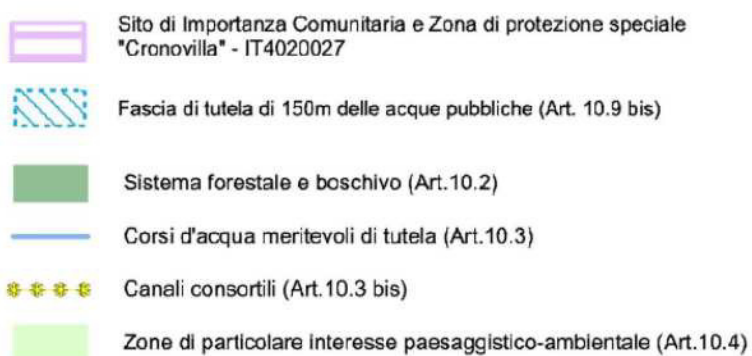 Sito di Importanza Comunitaria e Zona di protezione speciale
"Cronovilla" - IT4020027
Fascia di tutela di 150m delle acque pubbliche (Art. 10.9 bis)
Sistema forestale e boschivo (Art.10.2)
Corsi d'acqua meritevoli di tutela (Art.10.3)
Canali consortili (Art.10.3 bis)
Zone di particolare interesse paesaggistico-ambientale (Art.10.4)